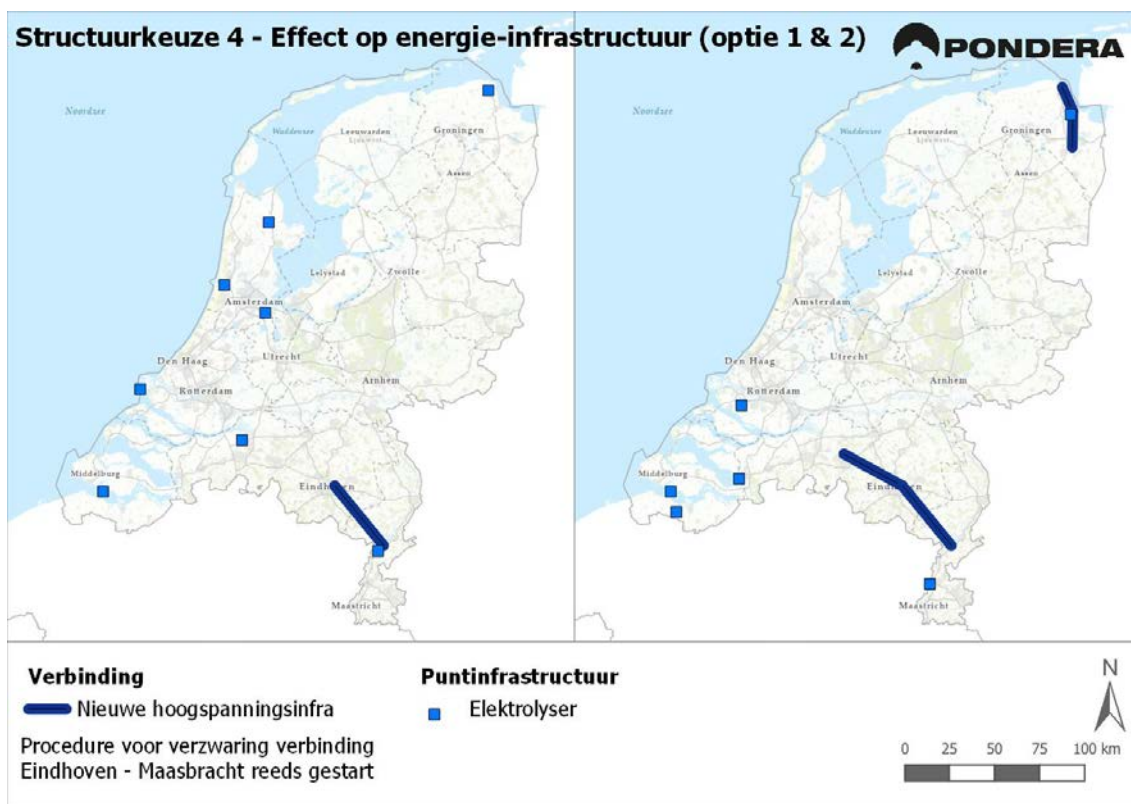 Structuurkeuze 4 - Effect op energie-infrastructuur (optie 1 & 2)
PONDERA
Noordzee
Waddenzee
Leeuwarden
Ljouwert
Groningen
Assen
Lelystad
Zwolle
Amsterdam
Den Haag
Utrecht
Arnhem
Rotterdam
Middelburg
Eindhoven
Maastricht
Noordzee
Waddenzee
Leeuwarden
Ljouwert
Groningen
Assen
Lelystad
Zwolle
Amsterdam
Den Haag
Utrecht
Arnhem
Rotterdam
Middelburg
Eindhoven
Maastricht
Verbinding
Nieuwe hoogspanningsinfra
Procedure voor verzwaring verbinding
Eindhoven - Maasbracht reeds gestart
Puntinfrastructuur
Elektrolyser
N
0 25 50 75 100 km